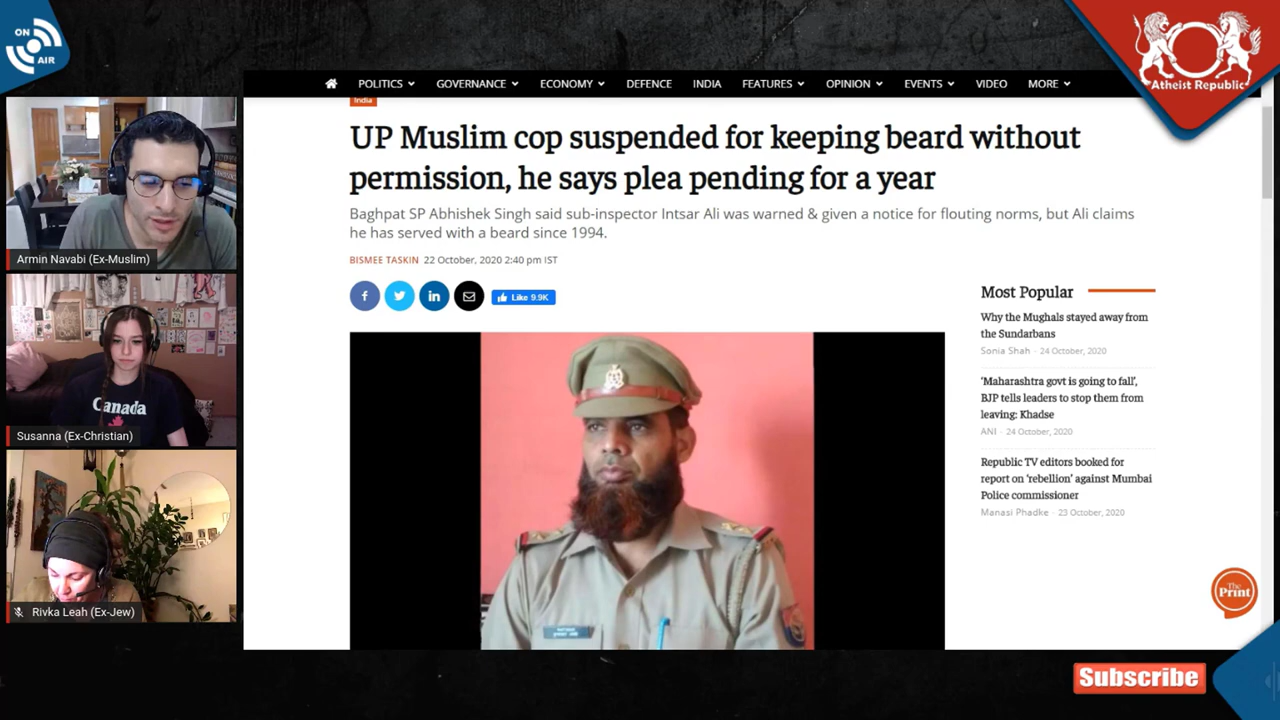 ON
AIR
POLITICS
GOVERNANCE
ECONOMY
DEFENCE
INDIA
FEATURES
OPINION
EVENTS
VIDEO
MORE
"Atheist Republic"
India
UP Muslim cop suspended for keeping beard without
permission, he says plea pending for a year
Baghpat SP Abhishek Singh said sub-inspector Intsar Ali was warned & given a notice for flouting norms, but Ali claims
he has served with a beard since 1994.
BISMEE TASKIN 22 October, 2020 2:40 pm IST
f
in
Like 9.9K
Most Popular
Why the Mughals stayed away from
the Sundarbans
Sonia Shah - 24 October, 2020
'Maharashtra govt is going to fall',
BJP tells leaders to stop them from
leaving: Khadse
ANI - 24 October, 2020
Republic TV editors booked for
report on 'rebellion' against Mumbai
Police commissioner
Manasi Phadke - 23 October, 2020
The
Print
Armin Navabi (Ex-Muslim)
Canada
Susanna (Ex-Christian)
Rivka Leah (Ex-Jew)
Subscribe